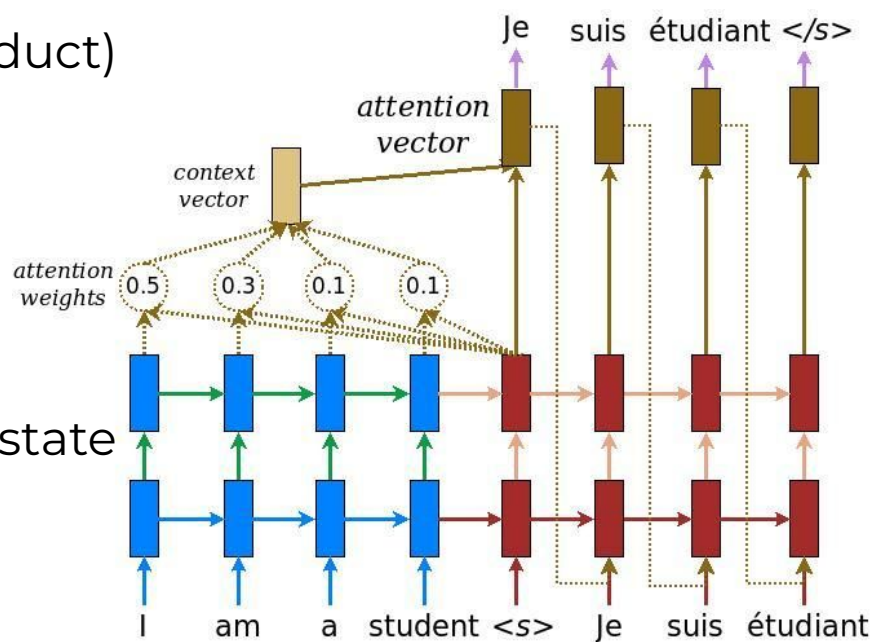 duct)
state
Je suis étudiant </s>
attention
vector
context
vector
attention
weights
0.5 0.3 0.1 0.1
I am a student <s> Je suis étudiant